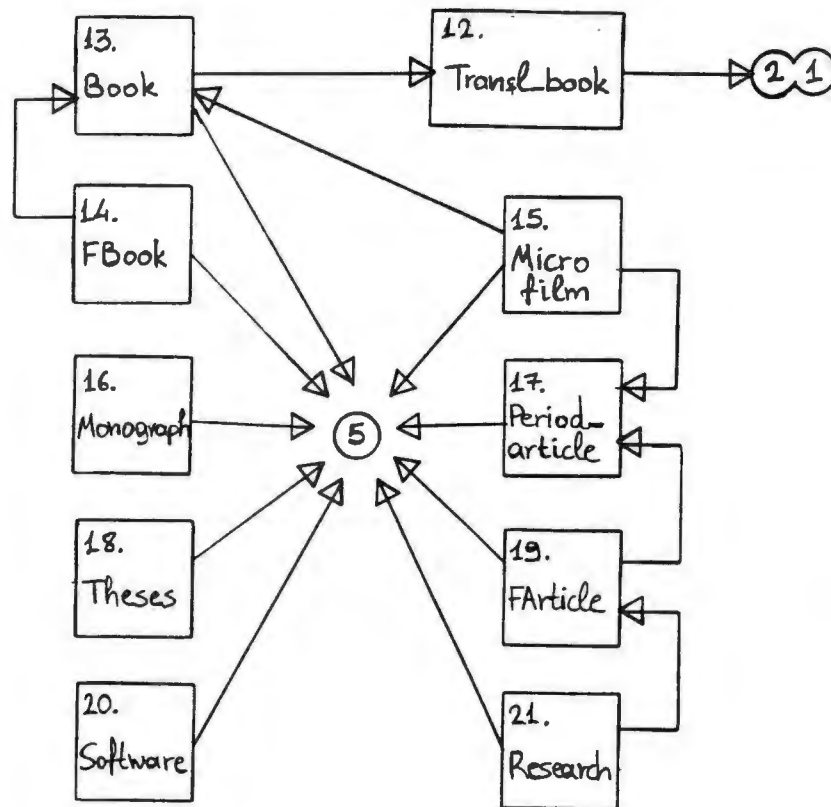 13.
Book
12.
Transl_book
2 1
14.
FBook
15.
Micro
film
16.
Monograph
5
17.
Period_
article
18.
Theses
19.
FArticle
20.
Software
21.
Research